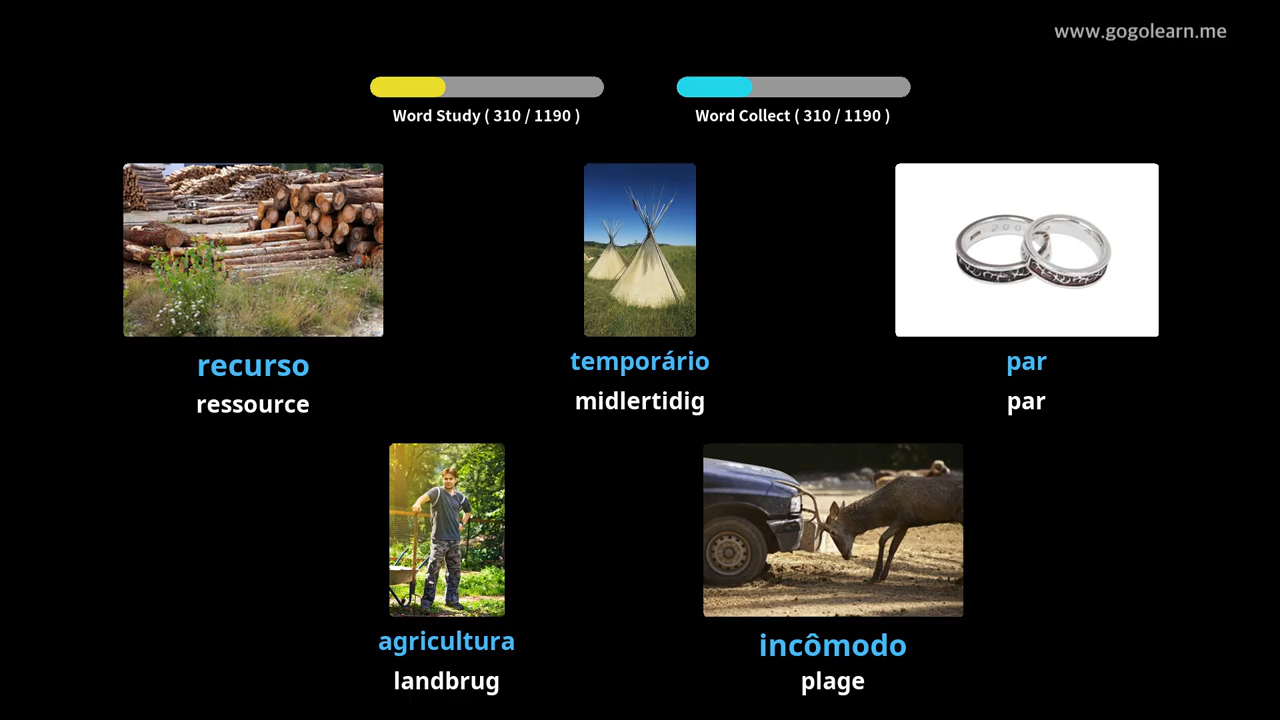 www.gogolearn.me
Word Study ( 310 / 1190 )
Word Collect ( 310 / 1190 )
recurso
ressource
temporário
midlertidig
par
par
agricultura
landbrug
incômodo
plage